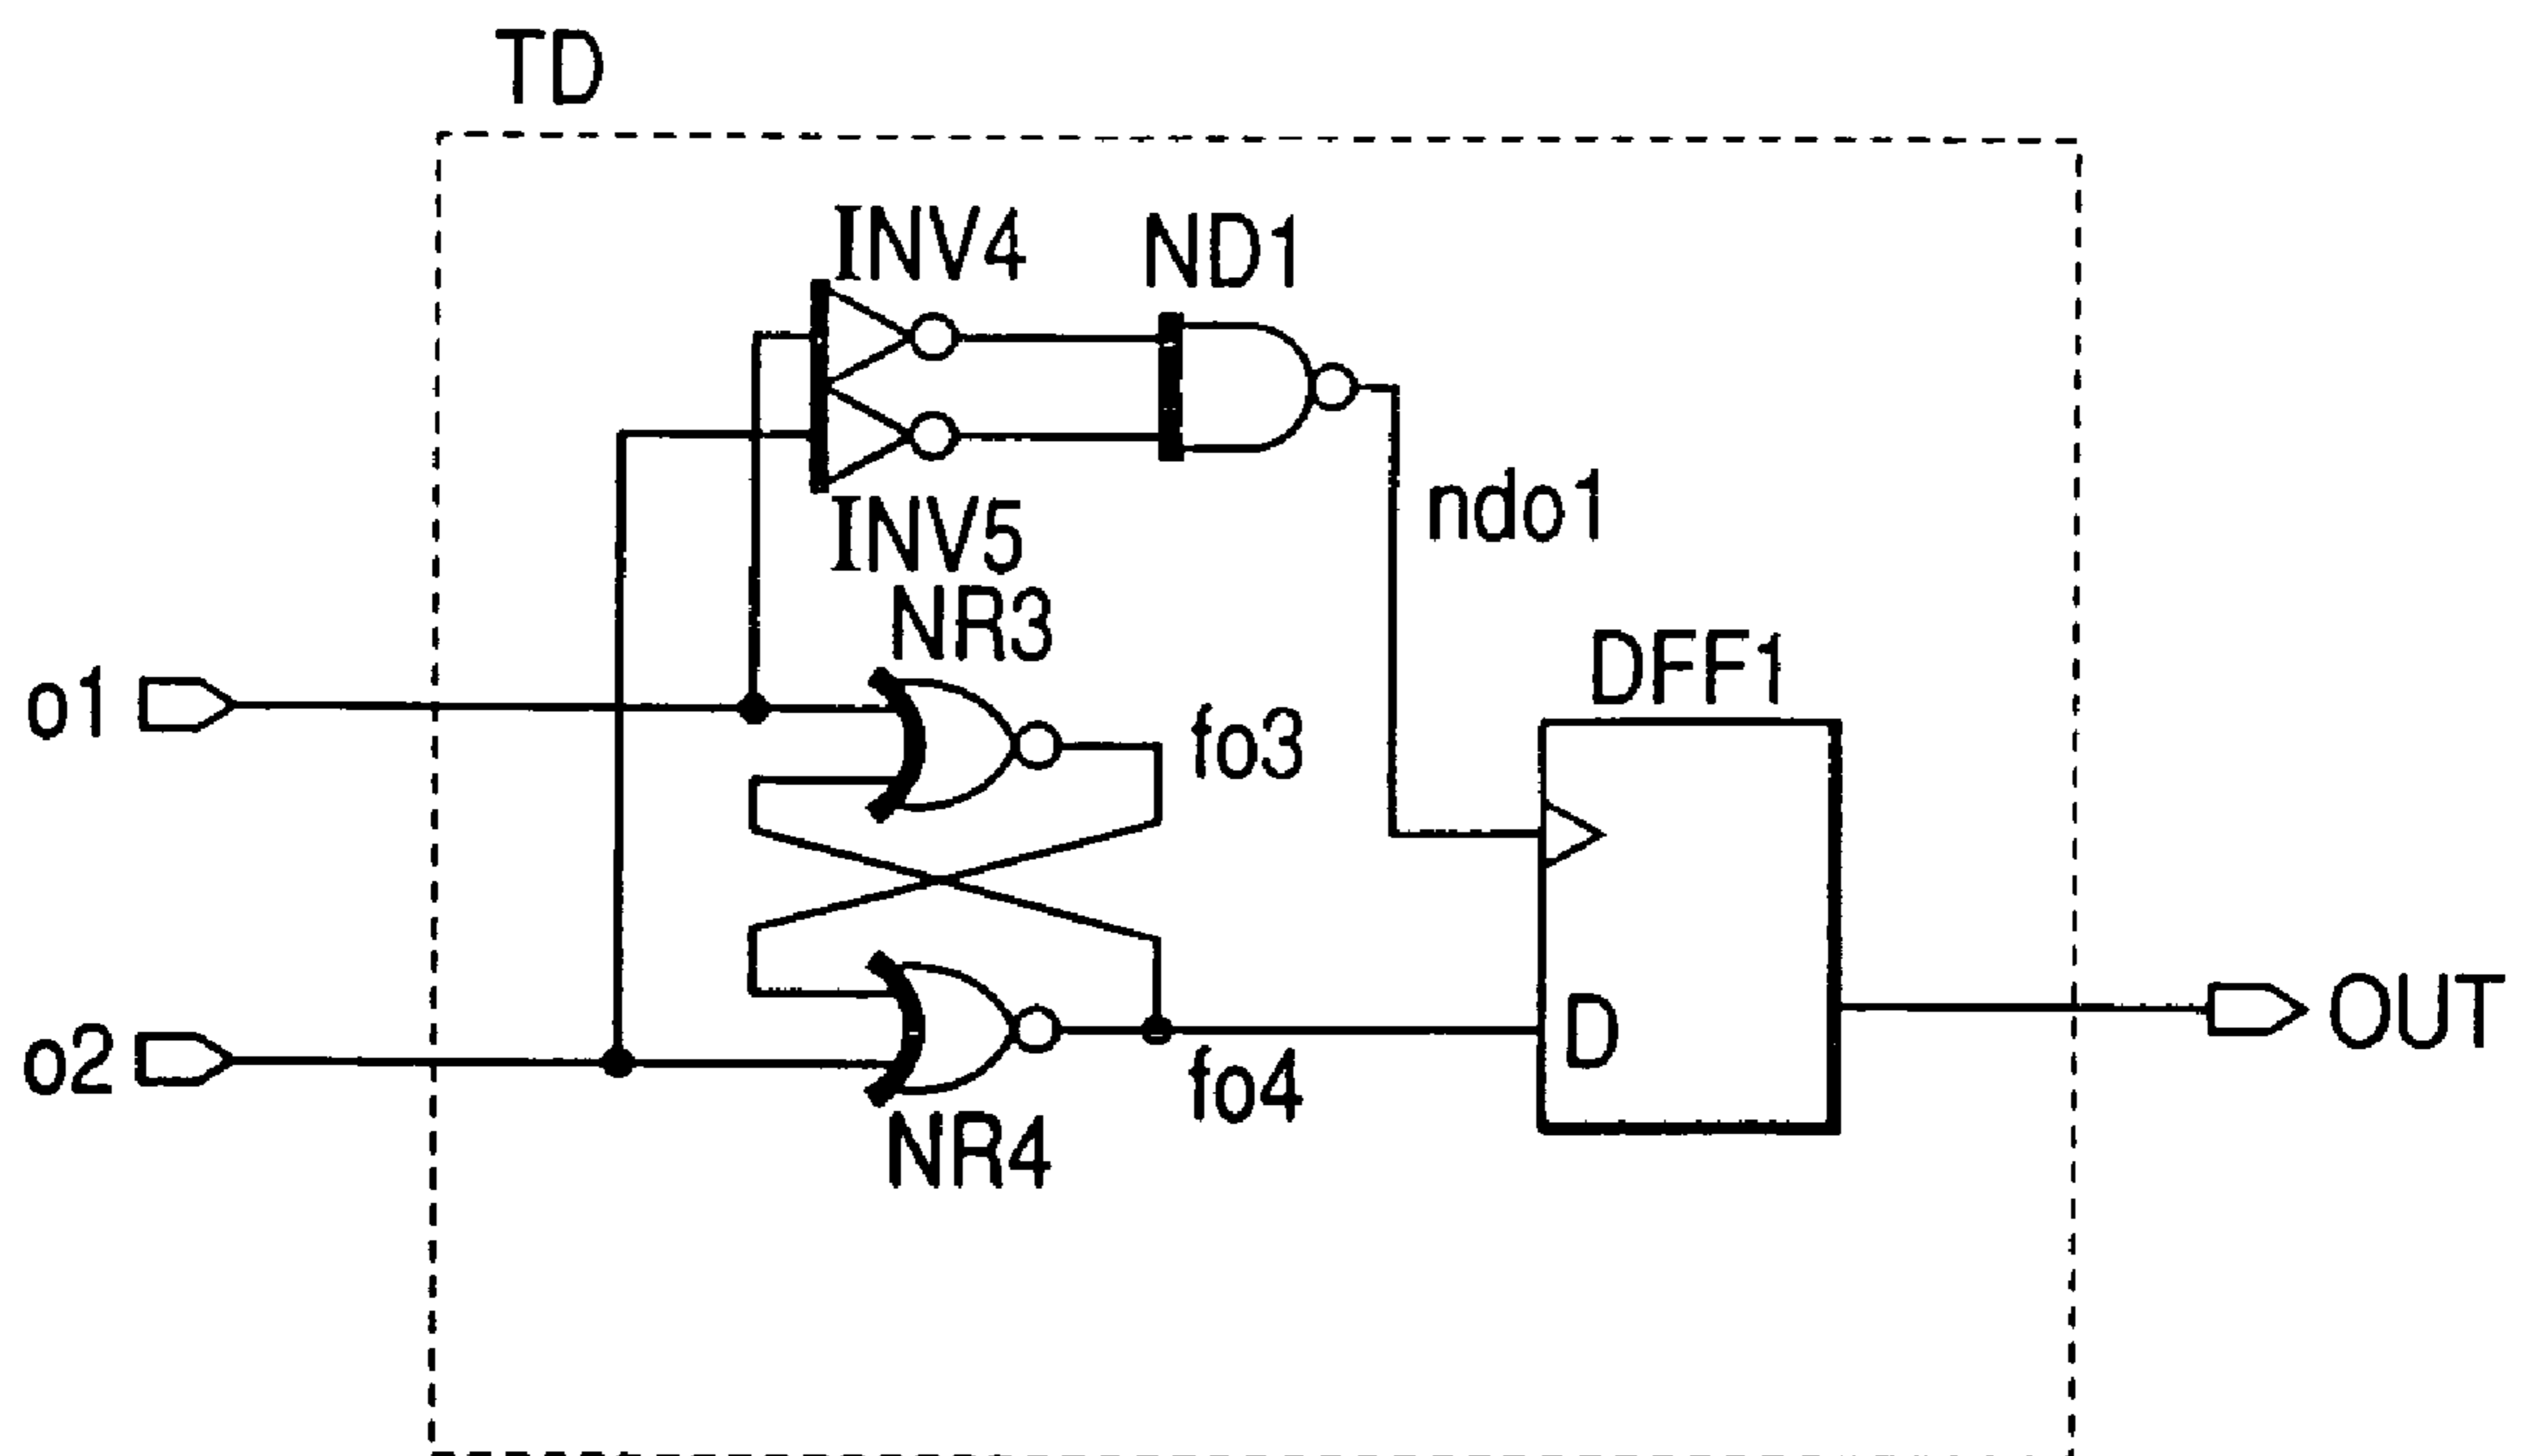 TD
INV4
ND1
INV5
ndo1
NR3
DFF1
o1
fo3
D
OUT
o2
fo4
NR4